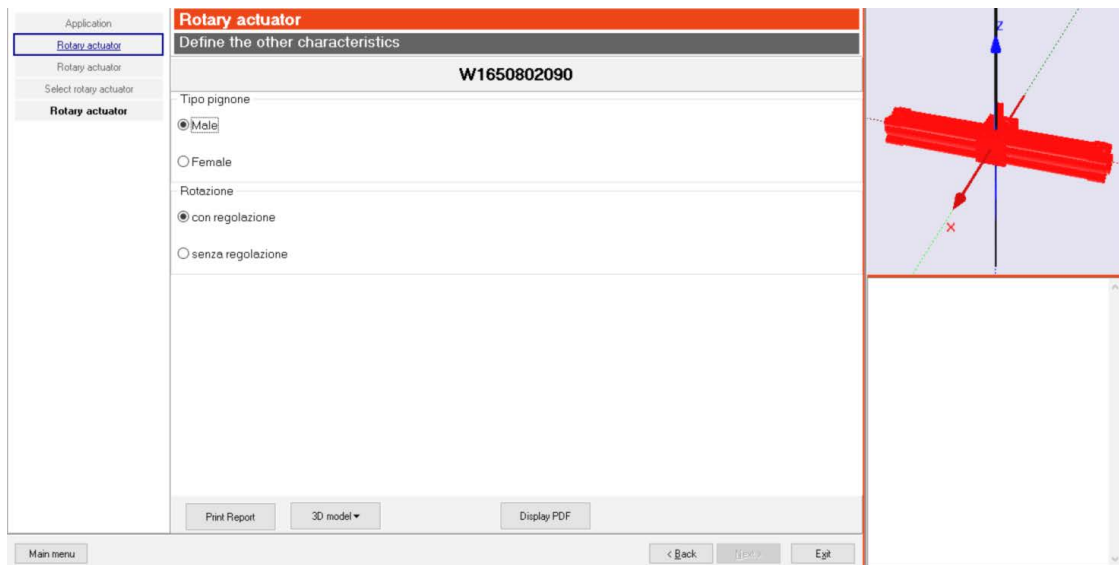 Application
Rotary actuator
Rotary actuator
Select rotary actuator
Rotary actuator
Rotary actuator
Define the other characteristics
W1650802090
Tipo pignone
Male
Female
Rotazione
con regolazione
senza regolazione
Print Report
3D model
Display PDF
Main menu
< Back
Next >
Exit
Z
X